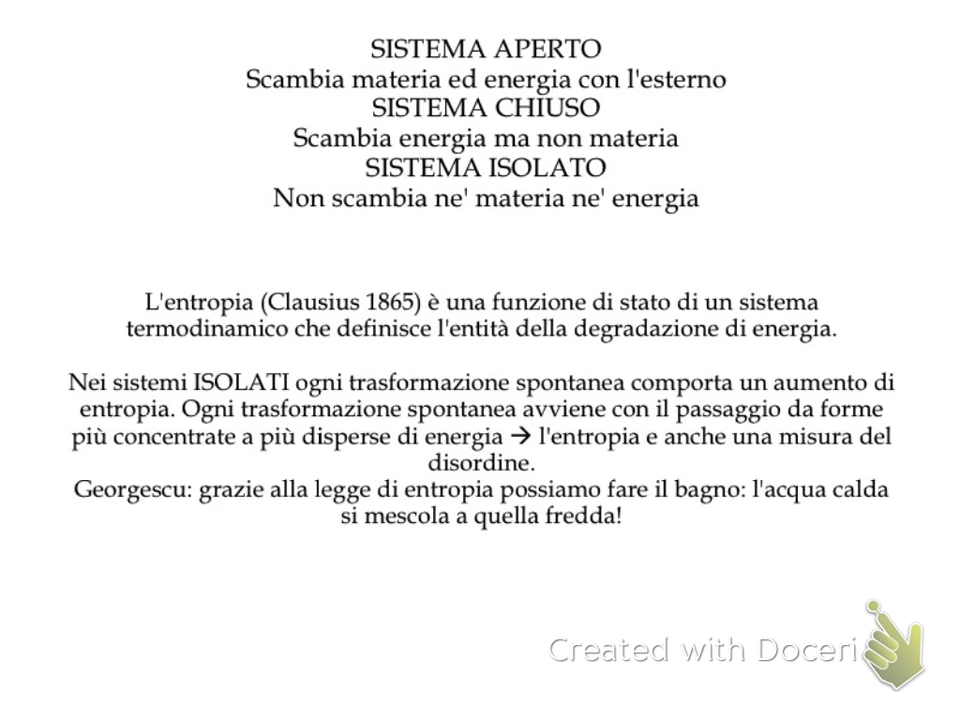 SISTEMA APERTO
Scambia materia ed energia con l'esterno
SISTEMA CHIUSO
Scambia energia ma non materia
SISTEMA ISOLATO
Non scambia ne' materia ne' energia
L'entropia (Clausius 1865) è una funzione di stato di un sistema
termodinamico che definisce l'entità della degradazione di energia.
Nei sistemi ISOLATI ogni trasformazione spontanea comporta un aumento di
entropia. Ogni trasformazione spontanea avviene con il passaggio da forme
più concentrate a più disperse di energia → l'entropia e anche una misura del
disordine.
Georgescu: grazie alla legge di entropia possiamo fare il bagno: l'acqua calda
si mescola a quella fredda!
Created with Doceri